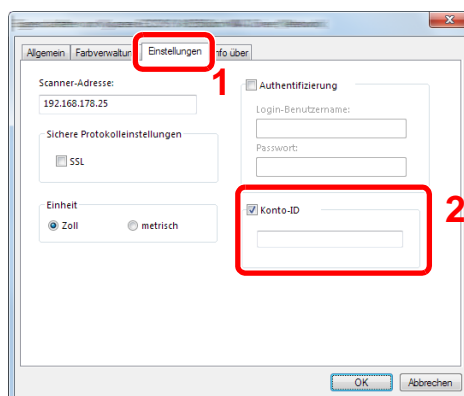 Allgemein Farbverwaltun Einstellungen nfo über
1
Scanner-Adresse:
192.168.178.25
Sichere Protokolleinstellungen
SSL
Einheit
Zoll metrisch
Authentifizierung
Login-Benutzername:
Passwort:
Konto-ID
2
OK Abbrechen